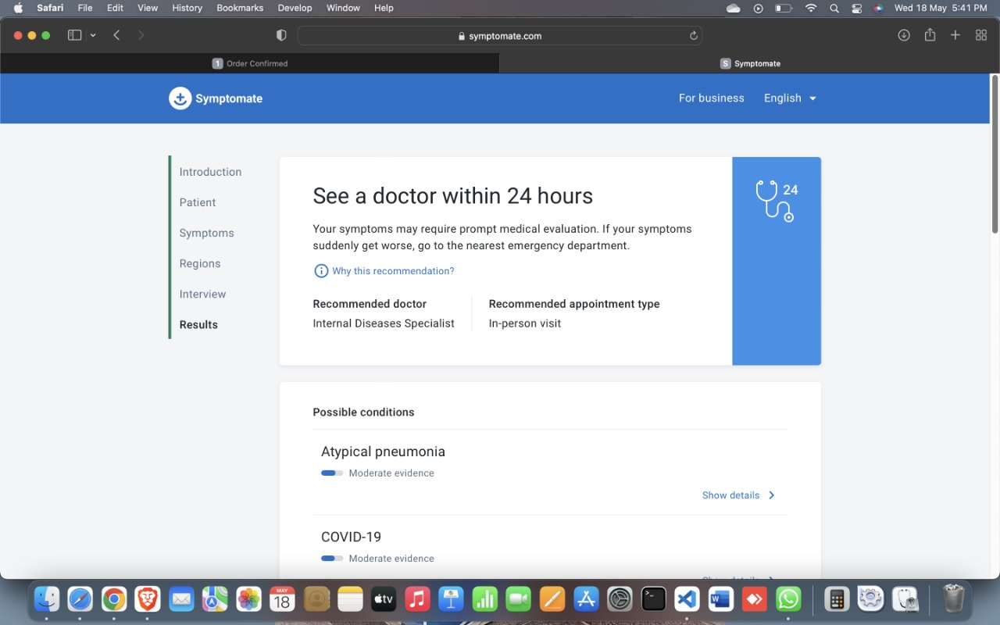 Safari File Edit View History Bookmarks Develop Window Help Wed 18 May 5:41 PM
symptomate.com
1 Order Confirmed
S Symptomate
Symptomate
For business
English
Introduction
Patient
Symptoms
Regions
Interview
Results
See a doctor within 24 hours
Your symptoms may require prompt medical evaluation. If your symptoms
suddenly get worse, go to the nearest emergency department.
Why this recommendation?
Recommended doctor
Internal Diseases Specialist
Recommended appointment type
In-person visit
24
Possible conditions
Atypical pneumonia
Moderate evidence
Show details
COVID-19
Moderate evidence
Show details
MAY
18
tv
W